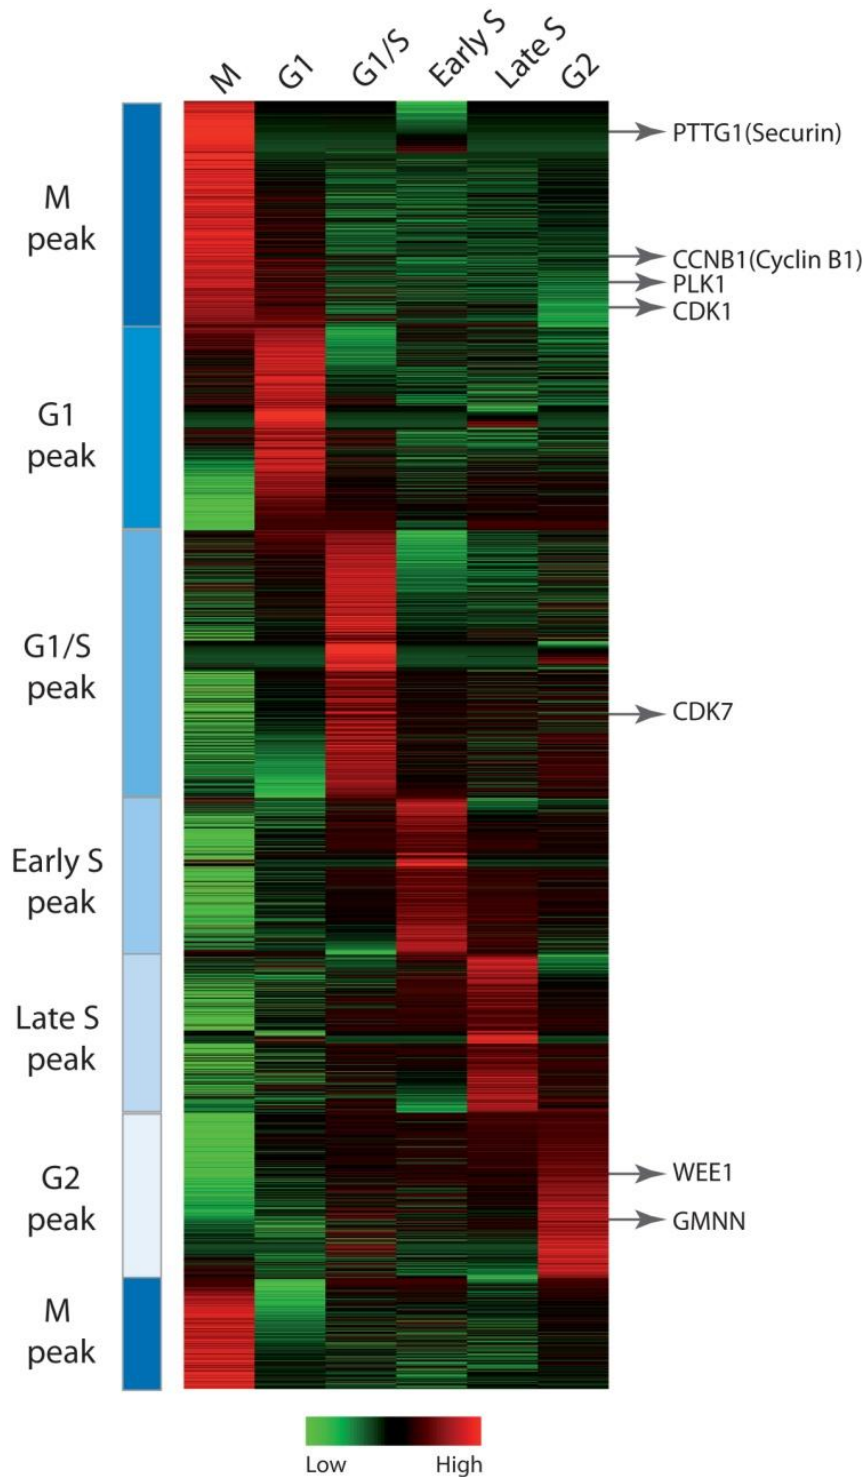 M G1 G1/S Early S Late S G2
PTTG1(Securin)
M
peak
CCNB1(Cyclin B1)
PLK1
CDK1
G1
peak
G1/S
peak
CDK7
Early S
peak
Late S
peak
WEE1
G2
peak
GMNN
M
peak
Low High